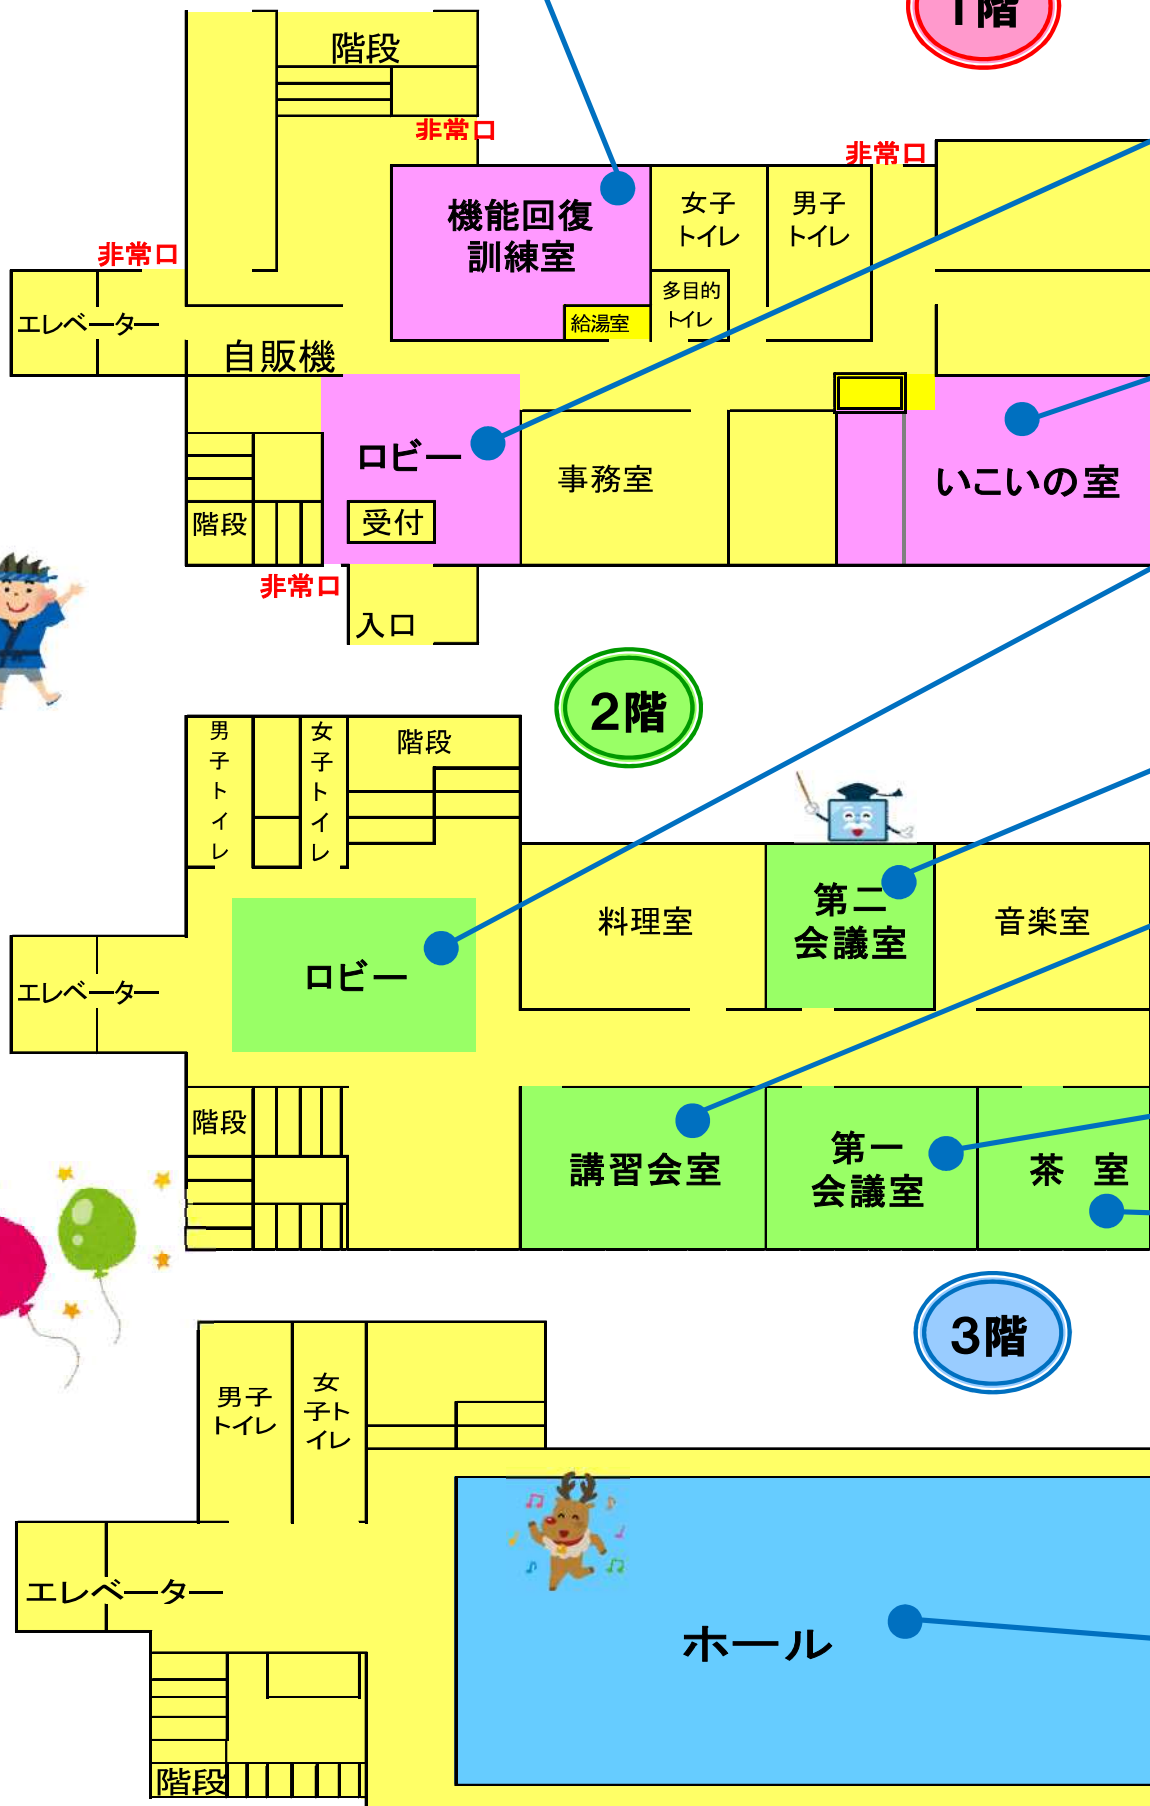 1階
階段
非常口
非常口
機能回復
訓練室
女子
トイレ
男子
トイレ
非常口
多目的
トイレ
給湯室
エレベーター
自販機
ロビー
事務室
いこいの室
受付
階段
非常口
入口
2階
男子トイレ
女子トイレ
階段
料理室
第二
会議室
音楽室
ロビー
エレベーター
階段
講習会室
第一
会議室
茶 室
3階
男子
トイレ
女
子ト
イレ
エレベーター
ホール
階段